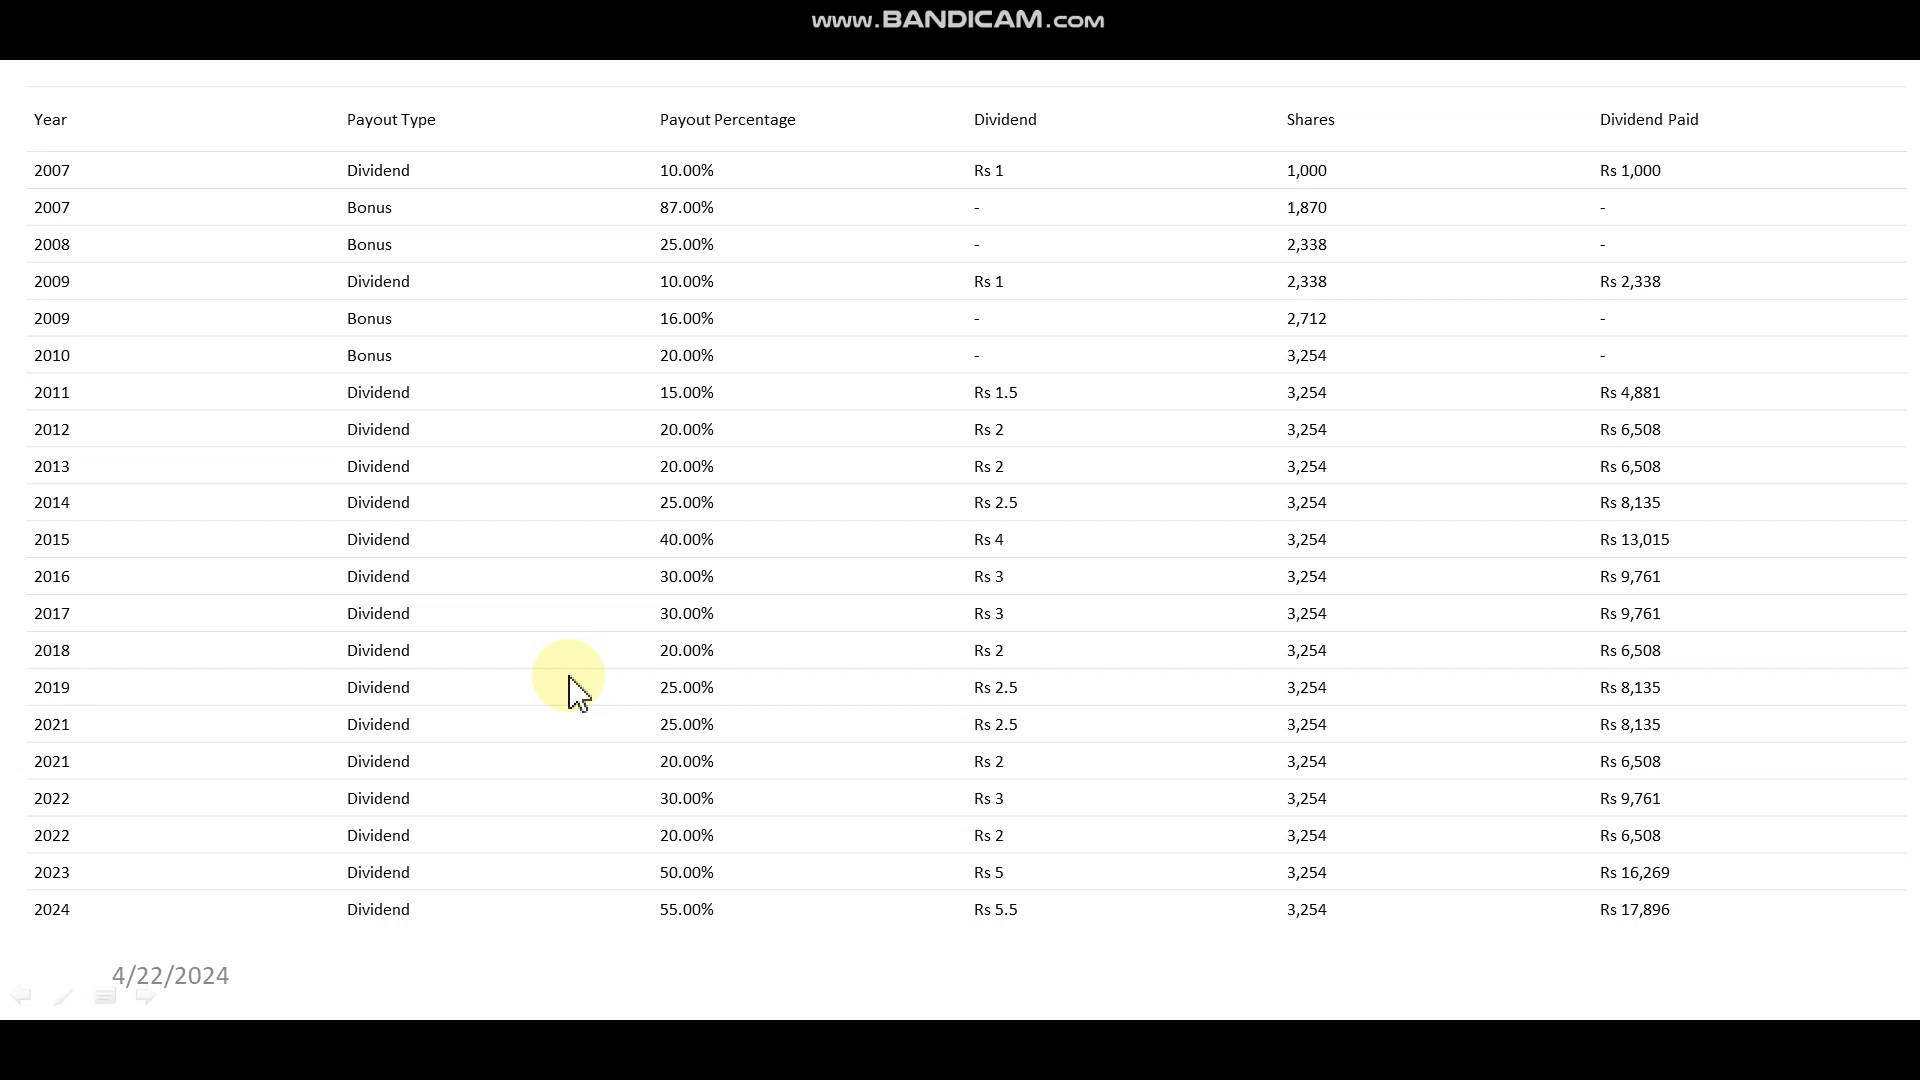 www.BANDICAM.com
Year Payout Type Payout Percentage Dividend Shares Dividend Paid
2007 Dividend 10.00% Rs 1 1,000 Rs 1,000
2007 Bonus 87.00% - 1,870 -
2008 Bonus 25.00% - 2,338 -
2009 Dividend 10.00% Rs 1 2,338 Rs 2,338
2009 Bonus 16.00% - 2,712 -
2010 Bonus 20.00% - 3,254 -
2011 Dividend 15.00% Rs 1.5 3,254 Rs 4,881
2012 Dividend 20.00% Rs 2 3,254 Rs 6,508
2013 Dividend 20.00% Rs 2 3,254 Rs 6,508
2014 Dividend 25.00% Rs 2.5 3,254 Rs 8,135
2015 Dividend 40.00% Rs 4 3,254 Rs 13,015
2016 Dividend 30.00% Rs 3 3,254 Rs 9,761
2017 Dividend 30.00% Rs 3 3,254 Rs 9,761
2018 Dividend 20.00% Rs 2 3,254 Rs 6,508
2019 Dividend 25.00% Rs 2.5 3,254 Rs 8,135
2021 Dividend 25.00% Rs 2.5 3,254 Rs 8,135
2021 Dividend 20.00% Rs 2 3,254 Rs 6,508
2022 Dividend 30.00% Rs 3 3,254 Rs 9,761
2022 Dividend 20.00% Rs 2 3,254 Rs 6,508
2023 Dividend 50.00% Rs 5 3,254 Rs 16,269
2024 Dividend 55.00% Rs 5.5 3,254 Rs 17,896
4/22/2024